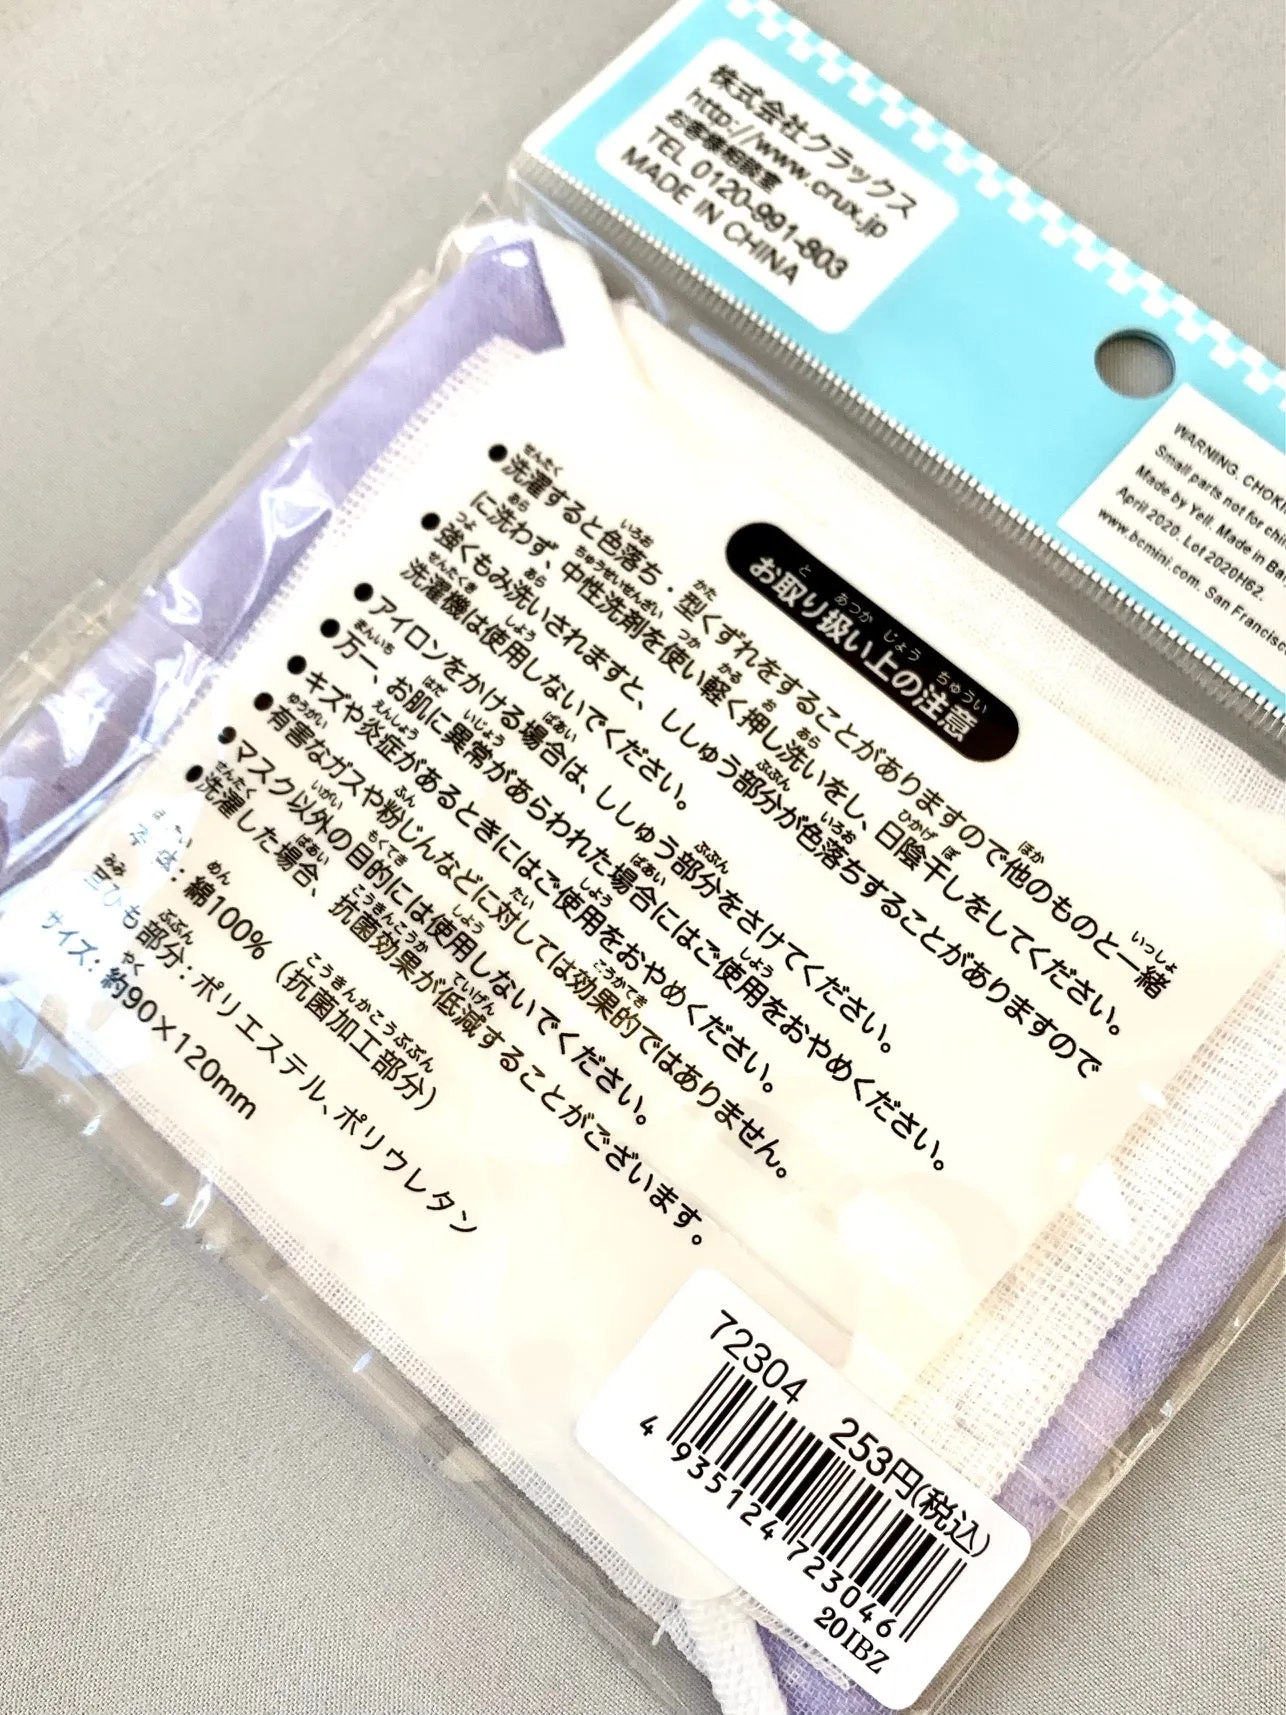 株式会社クラックス
http://www.crux.jp
お客様相談室
TEL 0120-991-803
MADE IN CHINA
WARNING. CHOKIN
Small parts not for chil
Made by Yell. Made in Ba
April 2020. Lot 2020H62.
www.bcmini.com. San Francisc
お取り扱い上の注意
●洗濯すると色落ち・型くずれをすることがありますので他のものと一緒
に洗わず、中性洗剤を使い軽く押し洗いをし、日陰干しをしてください。
●強くもみ洗いされますと、ししゅう部分が色落ちすることがありますので
洗濯機は使用しないでください。
●アイロンをかける場合は、ししゅう部分をさけてください。
●万一、お肌に異常があらわれた場合にはご使用をおやめください。
●キズや炎症があるときにはご使用をおやめください。
●有害なガスや粉じんなどに対しては効果的ではありません。
●マスク以外の目的には使用しないでください。
●洗濯した場合、抗菌効果が低減することがございます。
本体：綿100%（抗菌加工部分）
耳ひも部分：ポリエステル、ポリウレタン
サイズ：約90×120mm
72304 253円(税込)
4 935124 723046
20IBZ